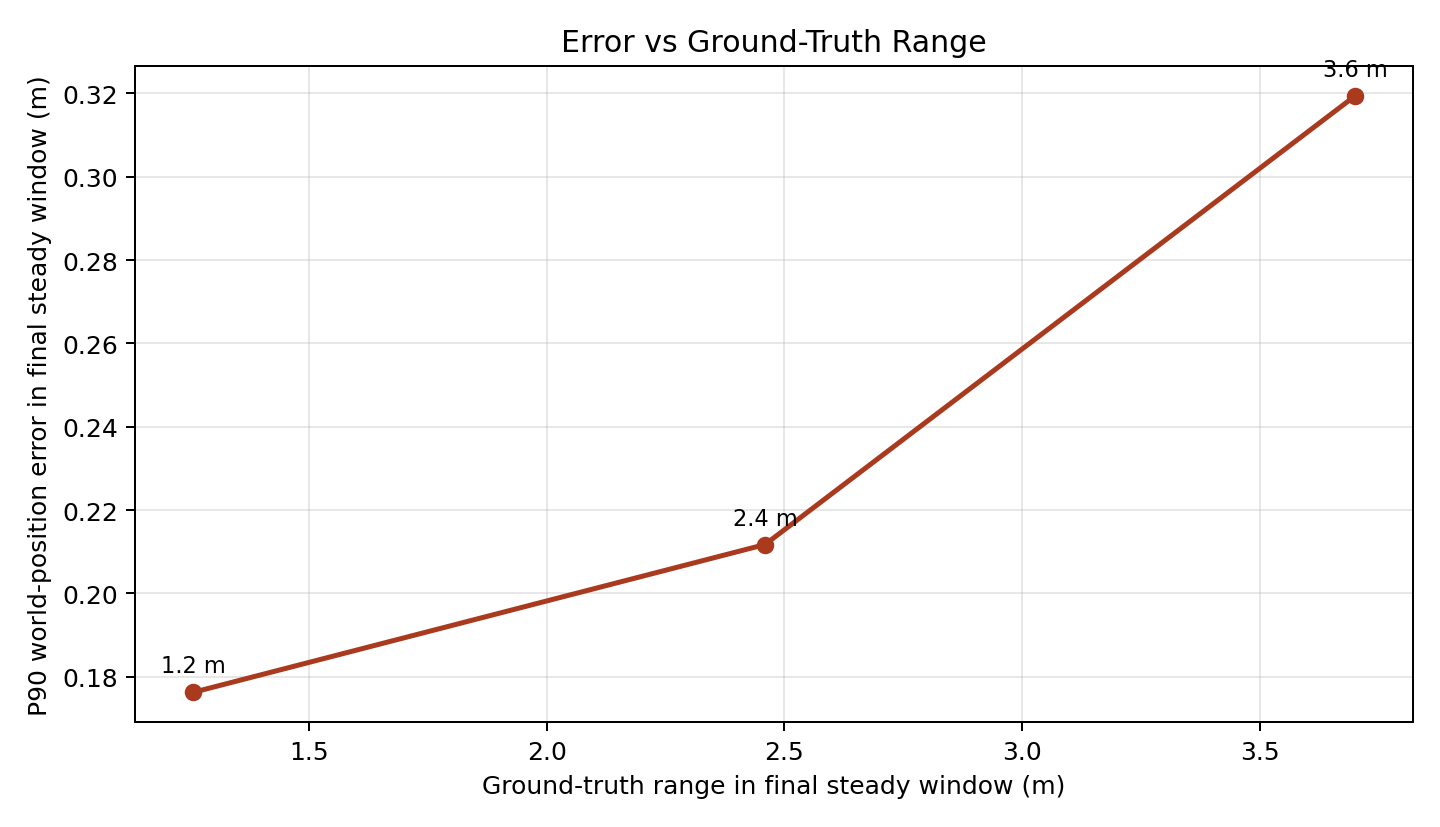 Error vs Ground-Truth Range
P90 world-position error in final steady window (m)
0.32
0.30
0.28
0.26
0.24
0.22
0.20
0.18
3.6 m
2.4 m
1.2 m
1.5
2.0
2.5
3.0
3.5
Ground-truth range in final steady window (m)